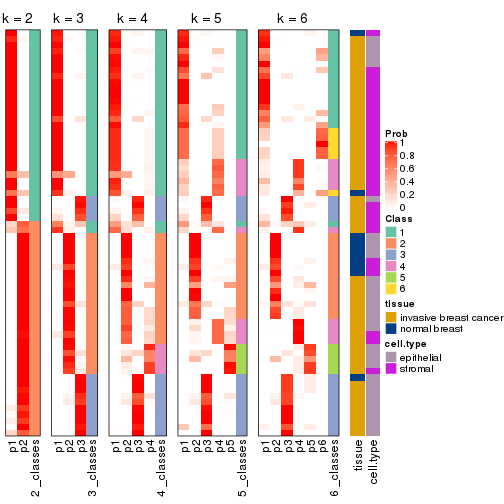 k = 2
k = 3
k = 4
k = 5
k = 6
Prob
1
0.8
0.6
0.4
0.2
0
Class
1
2
3
4
5
6
tissue
invasive breast cancer
normal breast
cell.type
epithelial
stromal
p1
p2
2_classes
p1
p2
p3
3_classes
p1
p2
p3
p4
4_classes
p1
p2
p3
p4
p5
5_classes
p1
p2
p3
p4
p5
p6
6_classes
tissue
cell.type